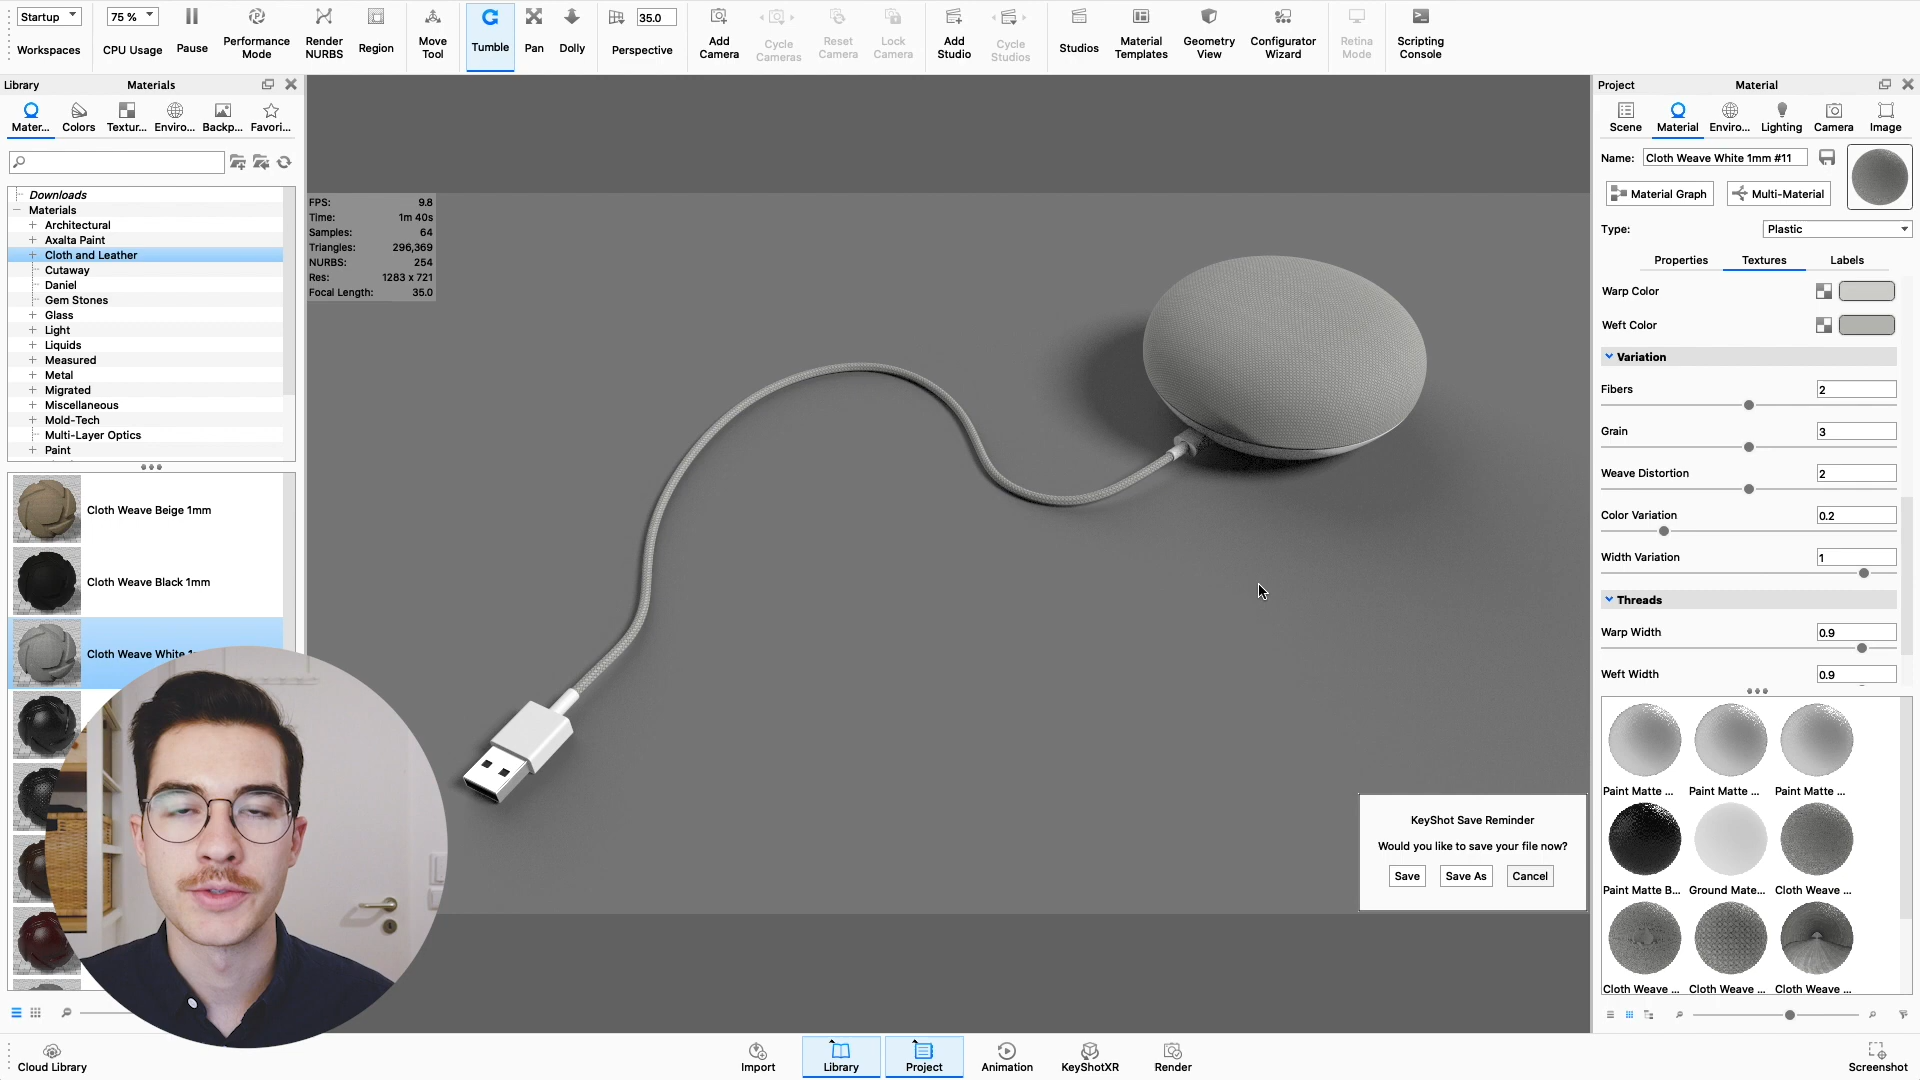 Startup
Workspaces
75 %
CPU Usage
Pause
Performance
Mode
Render
NURBS
Region
Move
Tool
Tumble
Pan
Dolly
35.0
Perspective
Add
Camera
Cycle
Cameras
Reset
Camera
Lock
Camera
Add
Studio
Cycle
Studios
Studios
Material
Templates
Geometry
View
Configurator
Wizard
Retina
Mode
Scripting
Console
Library
Materials
Mater...
Colors
Textur...
Enviro...
Backp...
Favori...
Downloads
Materials
Architectural
Axalta Paint
Cloth and Leather
Cutaway
Daniel
Gem Stones
Glass
Light
Liquids
Measured
Metal
Migrated
Miscellaneous
Mold-Tech
Multi-Layer Optics
Paint
Cloth Weave Beige 1mm
Cloth Weave Black 1mm
Cloth Weave White
FPS: 9.8
Time: 1m 40s
Samples: 64
Triangles: 296,369
NURBS: 254
Res: 1283 x 721
Focal Length: 35.0
KeyShot Save Reminder
Would you like to save your file now?
Save
Save As
Cancel
Project
Material
Scene
Material
Enviro...
Lighting
Camera
Image
Name: Cloth Weave White 1mm #11
Material Graph
Multi-Material
Type: Plastic
Properties
Textures
Labels
Warp Color
Weft Color
Variation
Fibers 2
Grain 3
Weave Distortion 2
Color Variation 0.2
Width Variation 1
Threads
Warp Width 0.9
Weft Width 0.9
Paint Matte ...
Paint Matte ...
Paint Matte ...
Paint Matte B...
Ground Mate...
Cloth Weave ...
Cloth Weave ...
Cloth Weave ...
Cloth Weave ...
Cloud Library
Import
Library
Project
Animation
KeyShotXR
Render
Screenshot